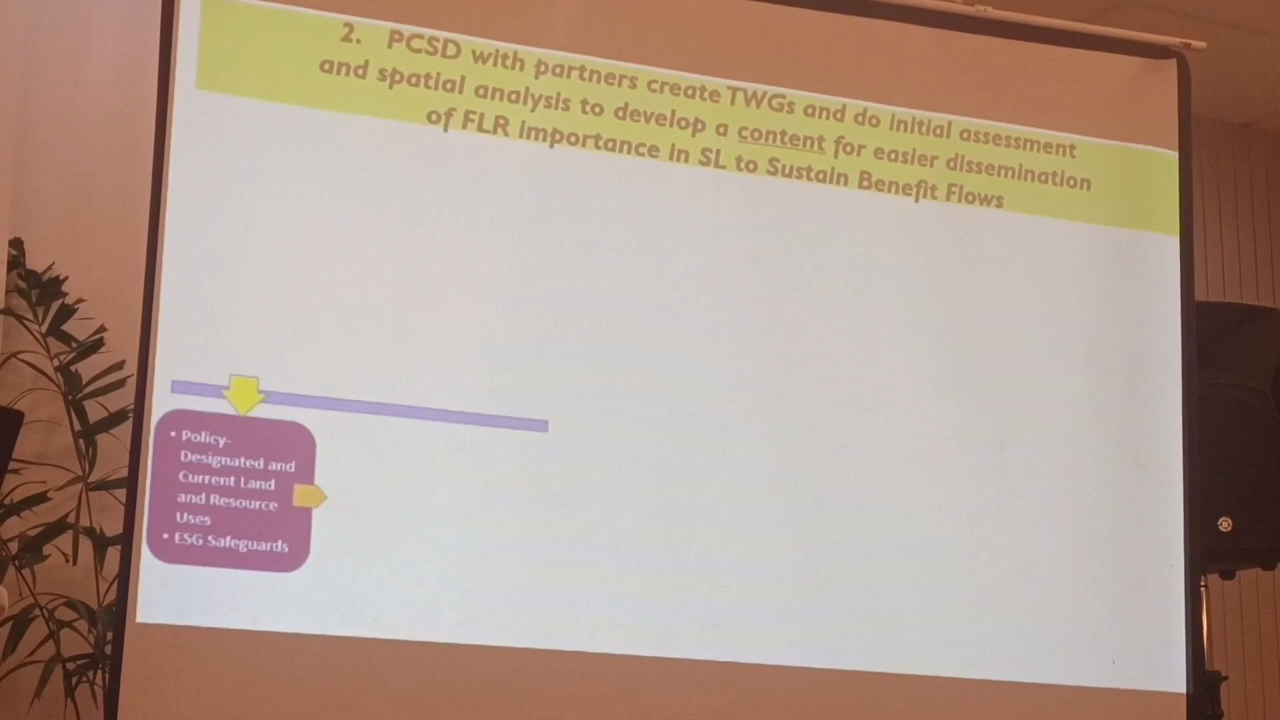 2. PCSD with partners create TWGs and do initial assessment
and spatial analysis to develop a content for easier dissemination
of FLR importance in SL to Sustain Benefit Flows
• Policy-
Designated and
Current Land
and Resource
Uses
• ESG Safeguards